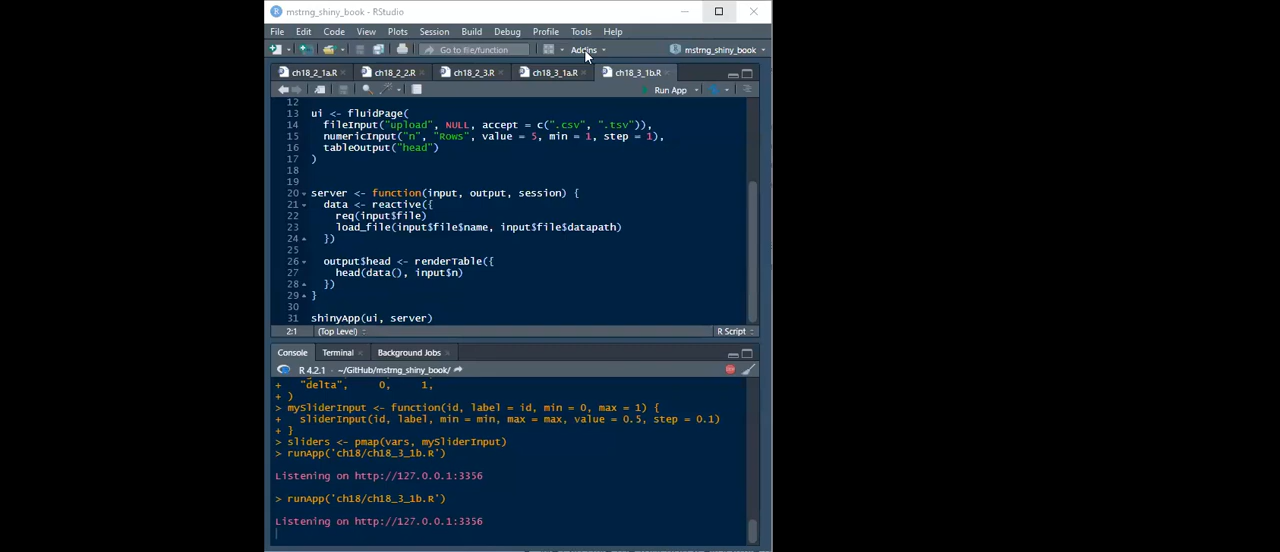 mstrng_shiny_book - RStudio
File Edit Code View Plots Session Build Debug Profile Tools Help
Go to file/function Addins mstrng_shiny_book
ch18_2_1a.R ch18_2_2.R ch18_2_3.R ch18_3_1a.R ch18_3_1b.R
Run App
12
13 ui <- fluidPage(
14 fileInput("upload", NULL, accept = c(".csv", ".tsv")),
15 numericInput("n", "Rows", value = 5, min = 1, step = 1),
16 tableOutput("head")
17 )
18
19
20 server <- function(input, output, session) {
21 data <- reactive({
22 req(input$file)
23 load_file(input$file$name, input$file$datapath)
24 })
25
26 output$head <- renderTable({
27 head(data(), input$n)
28 })
29 }
30
31 shinyApp(ui, server)
2:1 (Top Level) R Script
Console Terminal Background Jobs
R 4.2.1 · ~/GitHub/mstrng_shiny_book/
+ "delta", 0, 1,
+ )
> mySliderInput <- function(id, label = id, min = 0, max = 1) {
+ sliderInput(id, label, min = min, max = max, value = 0.5, step = 0.1)
+ }
> sliders <- pmap(vars, mySliderInput)
> runApp('ch18/ch18_3_1b.R')
Listening on http://127.0.0.1:3356
> runApp('ch18/ch18_3_1b.R')
Listening on http://127.0.0.1:3356